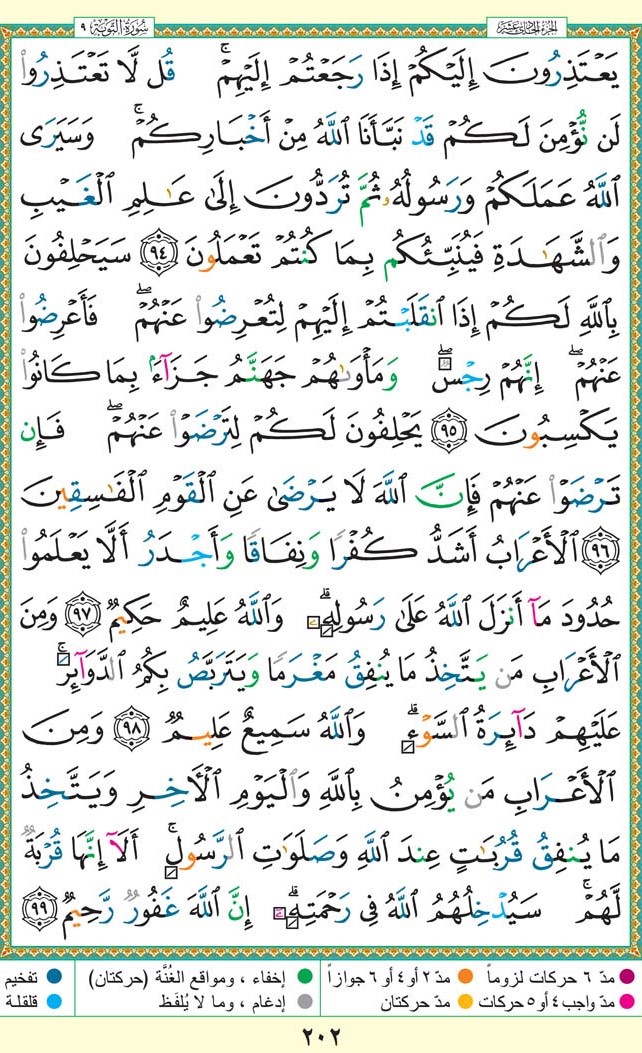 الجزء الحادي عشر
سورة التوبة ٩
يَعْتَذِرُونَ إِلَيْكُمْ إِذَا رَجَعْتُمْ إِلَيْهِمْ ۚ قُل لَّا تَعْتَذِرُوا۟
لَن نُّؤْمِنَ لَكُمْ قَدْ نَبَّأَنَا ٱللَّهُ مِنْ أَخْبَارِكُمْ ۚ وَسَيَرَى
ٱللَّهُ عَمَلَكُمْ وَرَسُولُهُۥ ثُمَّ تُرَدُّونَ إِلَىٰ عَـٰلِمِ ٱلْغَيْبِ
وَٱلشَّهَـٰدَةِ فَيُنَبِّئُكُم بِمَا كُنتُمْ تَعْمَلُونَ ٩٤ سَيَحْلِفُونَ
بِٱللَّهِ لَكُمْ إِذَا ٱنقَلَبْتُمْ إِلَيْهِمْ لِتُعْرِضُوا۟ عَنْهُمْ ۖ فَأَعْرِضُوا۟
عَنْهُمْ ۖ إِنَّهُمْ رِجْسٌ ۖ وَمَأْوَىٰهُمْ جَهَنَّمُ جَزَآءًۢ بِمَا كَانُوا۟
يَكْسِبُونَ ٩٥ يَحْلِفُونَ لَكُمْ لِتَرْضَوْا۟ عَنْهُمْ ۖ فَإِن
تَرْضَوْا۟ عَنْهُمْ فَإِنَّ ٱللَّهَ لَا يَرْضَىٰ عَنِ ٱلْقَوْمِ ٱلْفَـٰسِقِينَ
٩٦ ٱلْأَعْرَابُ أَشَدُّ كُفْرًا وَنِفَاقًا وَأَجْدَرُ أَلَّا يَعْلَمُوا۟
حُدُودَ مَآ أَنزَلَ ٱللَّهُ عَلَىٰ رَسُولِهِۦ ۗ وَٱللَّهُ عَلِيمٌ حَكِيمٌ ٩٧ وَمِنَ
ٱلْأَعْرَابِ مَن يَتَّخِذُ مَا يُنفِقُ مَغْرَمًا وَيَتَرَبَّصُ بِكُمُ ٱلدَّوَآئِرَ ۚ
عَلَيْهِمْ دَآئِرَةُ ٱلسَّوْءِ ۗ وَٱللَّهُ سَمِيعٌ عَلِيمٌ ٩٨ وَمِنَ
ٱلْأَعْرَابِ مَن يُؤْمِنُ بِٱللَّهِ وَٱلْيَوْمِ ٱلْـَٔاخِرِ وَيَتَّخِذُ
مَا يُنفِقُ قُرُبَـٰتٍ عِندَ ٱللَّهِ وَصَلَوَٰتِ ٱلرَّسُولِ ۚ أَلَآ إِنَّهَا قُرْبَةٌ
لَّهُمْ ۚ سَيُدْخِلُهُمُ ٱللَّهُ فِى رَحْمَتِهِۦٓ ۗ إِنَّ ٱللَّهَ غَفُورٌ رَّحِيمٌ ٩٩
مدّ ٦ حركات لزوماً مدّ ٢ أو ٤ أو ٦ جوازاً إخفاء ، ومواقع الغُنَّة (حركتان) تفخيم
مدّ واجب ٤ أو ٥ حركات مدّ حركتان إدغام ، وما لا يُلفَظ قلقلة
٢٠٢